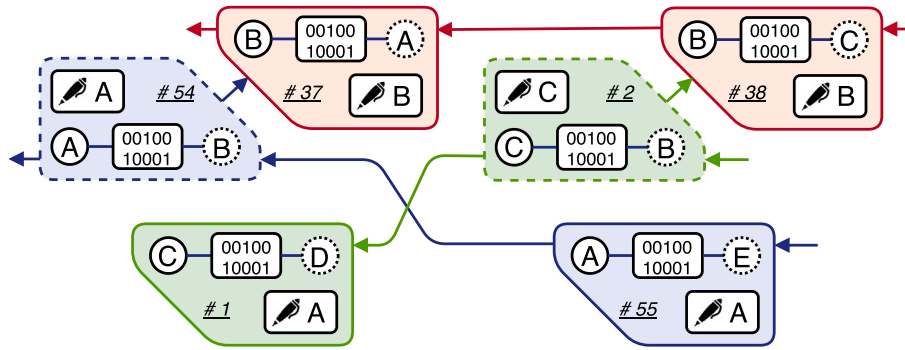 B 00100 10001 A
# 37 B
B 00100 10001 C
# 38 B
A # 54
A 00100 10001 B
C # 2
C 00100 10001 B
C 00100 10001 D
# 1 A
A 00100 10001 E
# 55 A